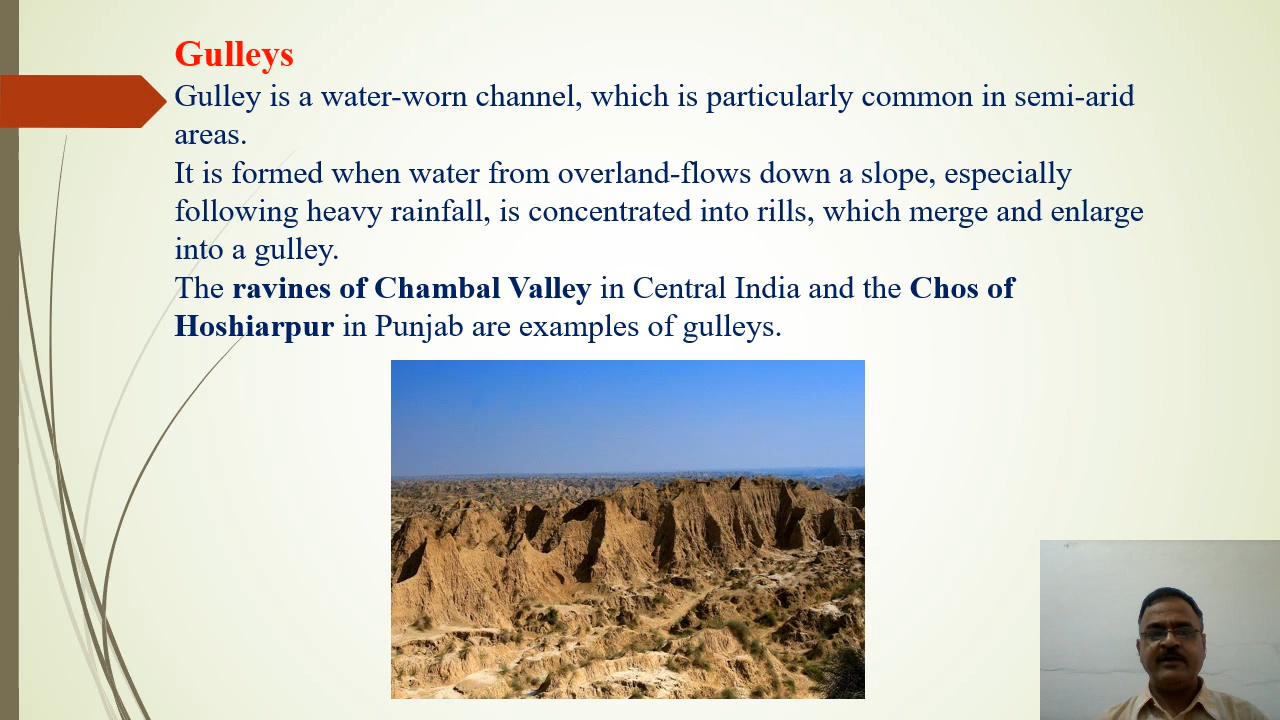 Gulleys
Gulley is a water-worn channel, which is particularly common in semi-arid
areas.
It is formed when water from overland-flows down a slope, especially
following heavy rainfall, is concentrated into rills, which merge and enlarge
into a gulley.
The ravines of Chambal Valley in Central India and the Chos of
Hoshiarpur in Punjab are examples of gulleys.